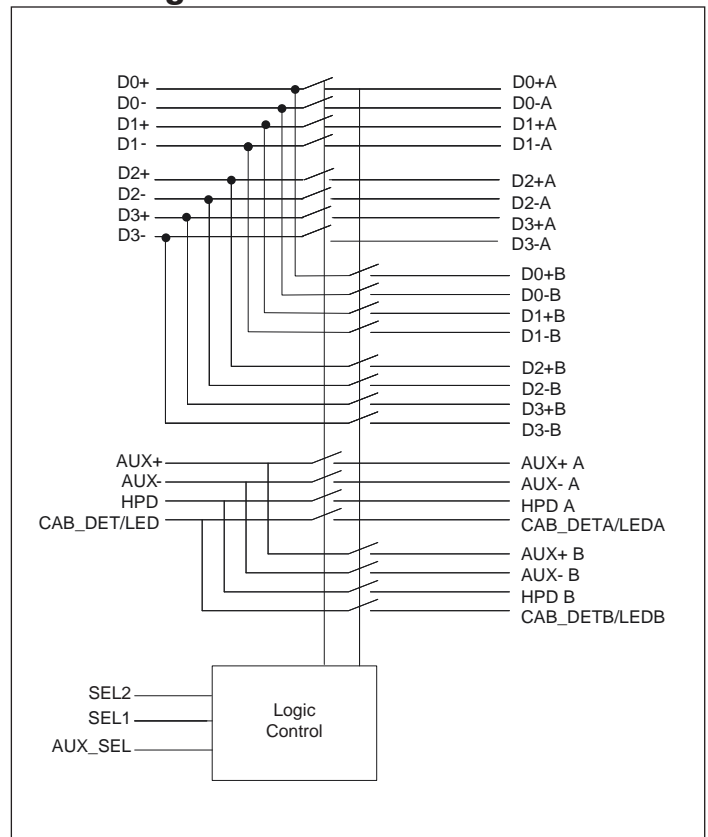 D0+ D0+A
D0- D0-A
D1+ D1+A
D1- D1-A
D2+ D2+A
D2- D2-A
D3+ D3+A
D3- D3-A
D0+B
D0-B
D1+B
D1-B
D2+B
D2-B
D3+B
D3-B
AUX+ AUX+ A
AUX- AUX- A
HPD HPD A
CAB_DET/LED CAB_DETA/LEDA
AUX+ B
AUX- B
HPD B
CAB_DETB/LEDB
SEL2
SEL1
AUX_SEL
Logic
Control